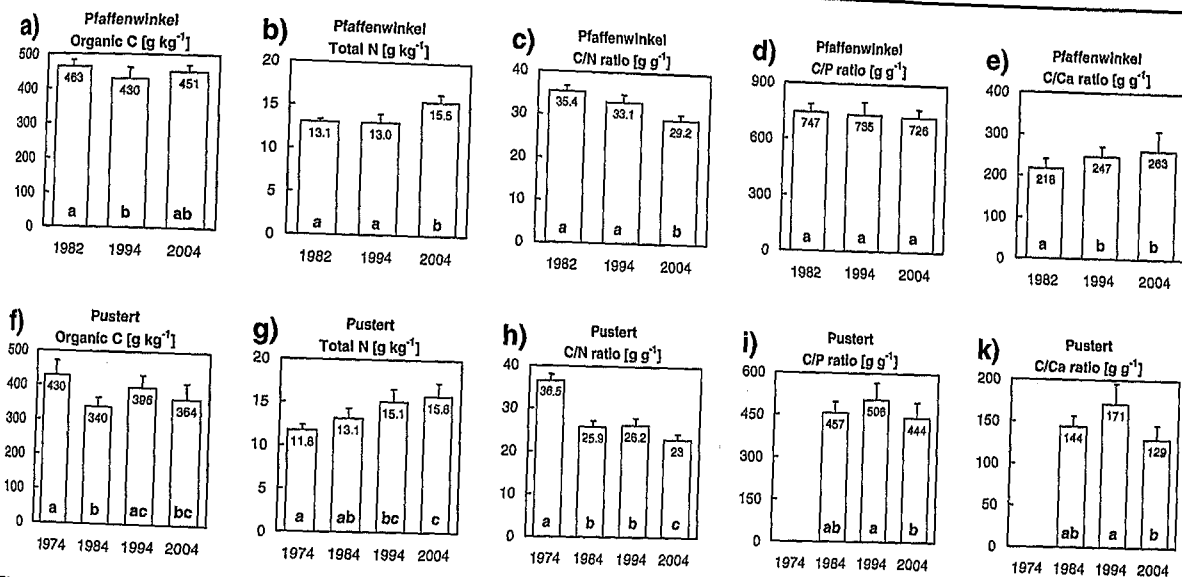 a) Pfaffenwinkel
Organic C [g kg⁻¹]
500
400
300
200
100
0
463 430 451
a b ab
1982 1994 2004
b) Pfaffenwinkel
Total N [g kg⁻¹]
20
15
10
5
0
13.1 13.0 15.5
a a b
1982 1994 2004
c) Pfaffenwinkel
C/N ratio [g g⁻¹]
40
30
20
10
0
35.4 33.1 29.2
a a b
1982 1994 2004
d) Pfaffenwinkel
C/P ratio [g g⁻¹]
900
600
300
0
747 735 726
a a a
1982 1994 2004
e) Pfaffenwinkel
C/Ca ratio [g g⁻¹]
400
300
200
100
0
218 247 263
a b b
1982 1994 2004
f) Pustert
Organic C [g kg⁻¹]
500
400
300
200
100
0
430 340 396 364
a b ac bc
1974 1984 1994 2004
g) Pustert
Total N [g kg⁻¹]
20
15
10
5
0
11.8 13.1 15.1 15.8
a ab bc c
1974 1984 1994 2004
h) Pustert
C/N ratio [g g⁻¹]
40
30
20
10
0
36.5 25.9 26.2 23
a b b c
1974 1984 1994 2004
i) Pustert
C/P ratio [g g⁻¹]
600
450
300
150
0
457 506 444
ab a b
1974 1984 1994 2004
k) Pustert
C/Ca ratio [g g⁻¹]
200
150
100
50
0
144 171 129
ab a b
1974 1984 1994 2004